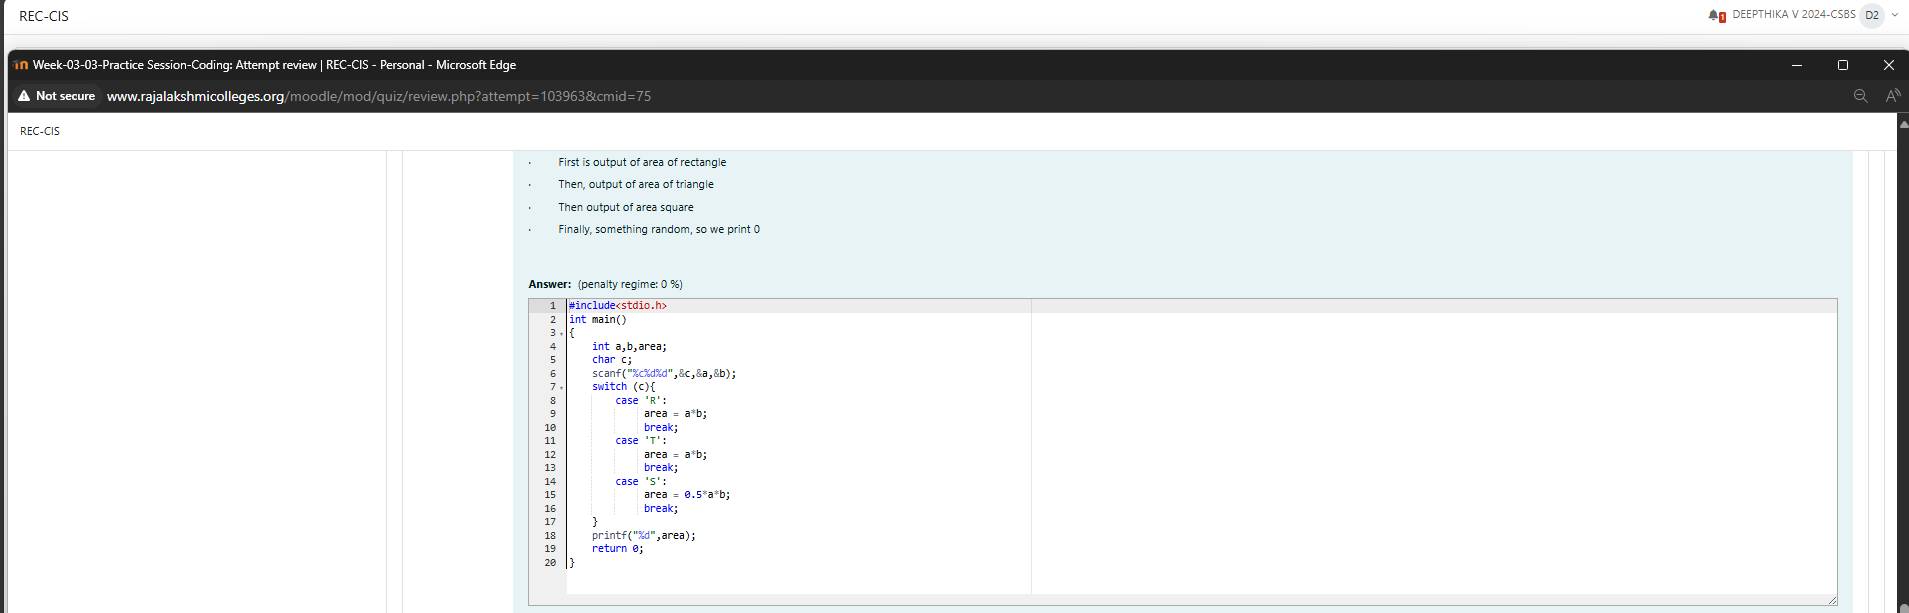 REC-CIS
1
DEEPTHIKA V 2024-CSBS D2
Week-03-03-Practice Session-Coding: Attempt review | REC-CIS - Personal - Microsoft Edge
Not secure www.rajalakshmicolleges.org/moodle/mod/quiz/review.php?attempt=103963&cmid=75
REC-CIS
· First is output of area of rectangle
· Then, output of area of triangle
· Then output of area square
· Finally, something random, so we print 0
Answer: (penalty regime: 0 %)
1 #include<stdio.h>
2 int main()
3 {
4 int a,b,area;
5 char c;
6 scanf("%c%d%d",&c,&a,&b);
7 switch (c){
8 case 'R':
9 area = a*b;
10 break;
11 case 'T':
12 area = a*b;
13 break;
14 case 'S':
15 area = 0.5*a*b;
16 break;
17 }
18 printf("%d",area);
19 return 0;
20 }